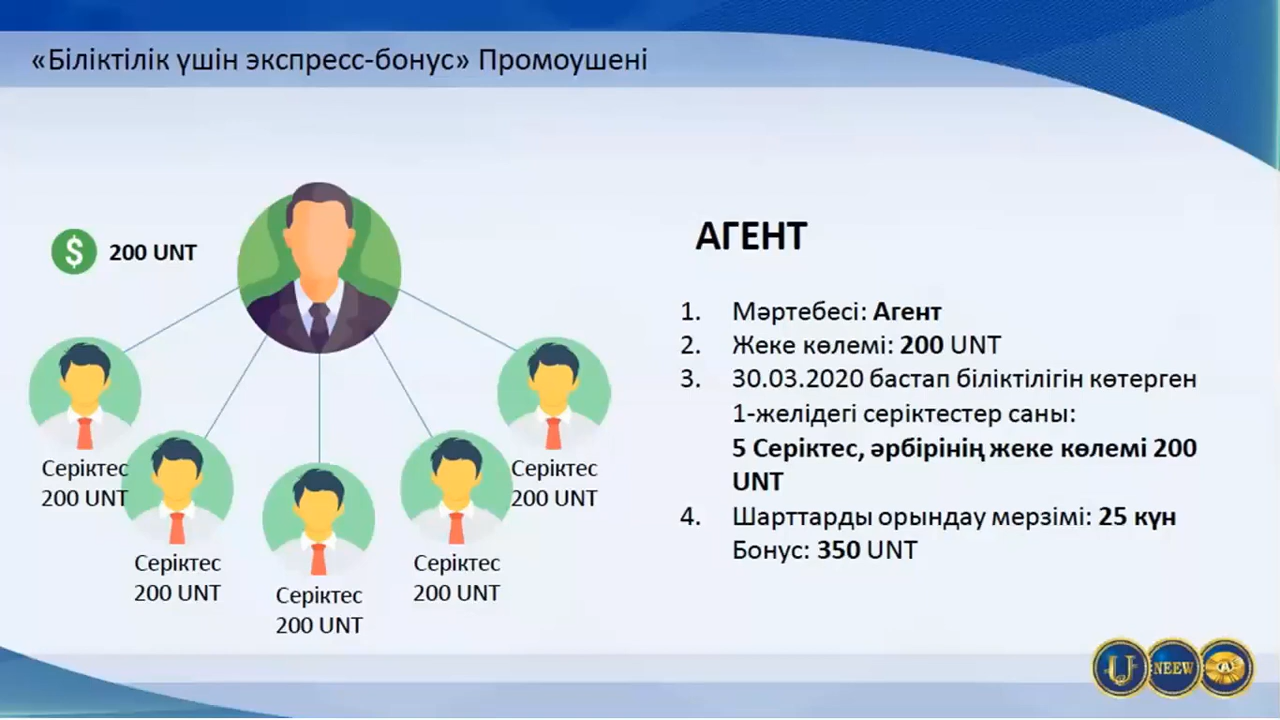 «Біліктілік үшін экспресс-бонус» Промоушені
200 UNT
Серіктес
200 UNT
Серіктес
200 UNT
Серіктес
200 UNT
Серіктес
200 UNT
Серіктес
200 UNT
АГЕНТ
1. Мәртебесі: Агент
2. Жеке көлемі: 200 UNT
3. 30.03.2020 бастап біліктілігін көтерген
1-желідегі серіктестер саны:
5 Серіктес, әрбірінің жеке көлемі 200
UNT
4. Шарттарды орындау мерзімі: 25 күн
Бонус: 350 UNT
U
NEEW
A